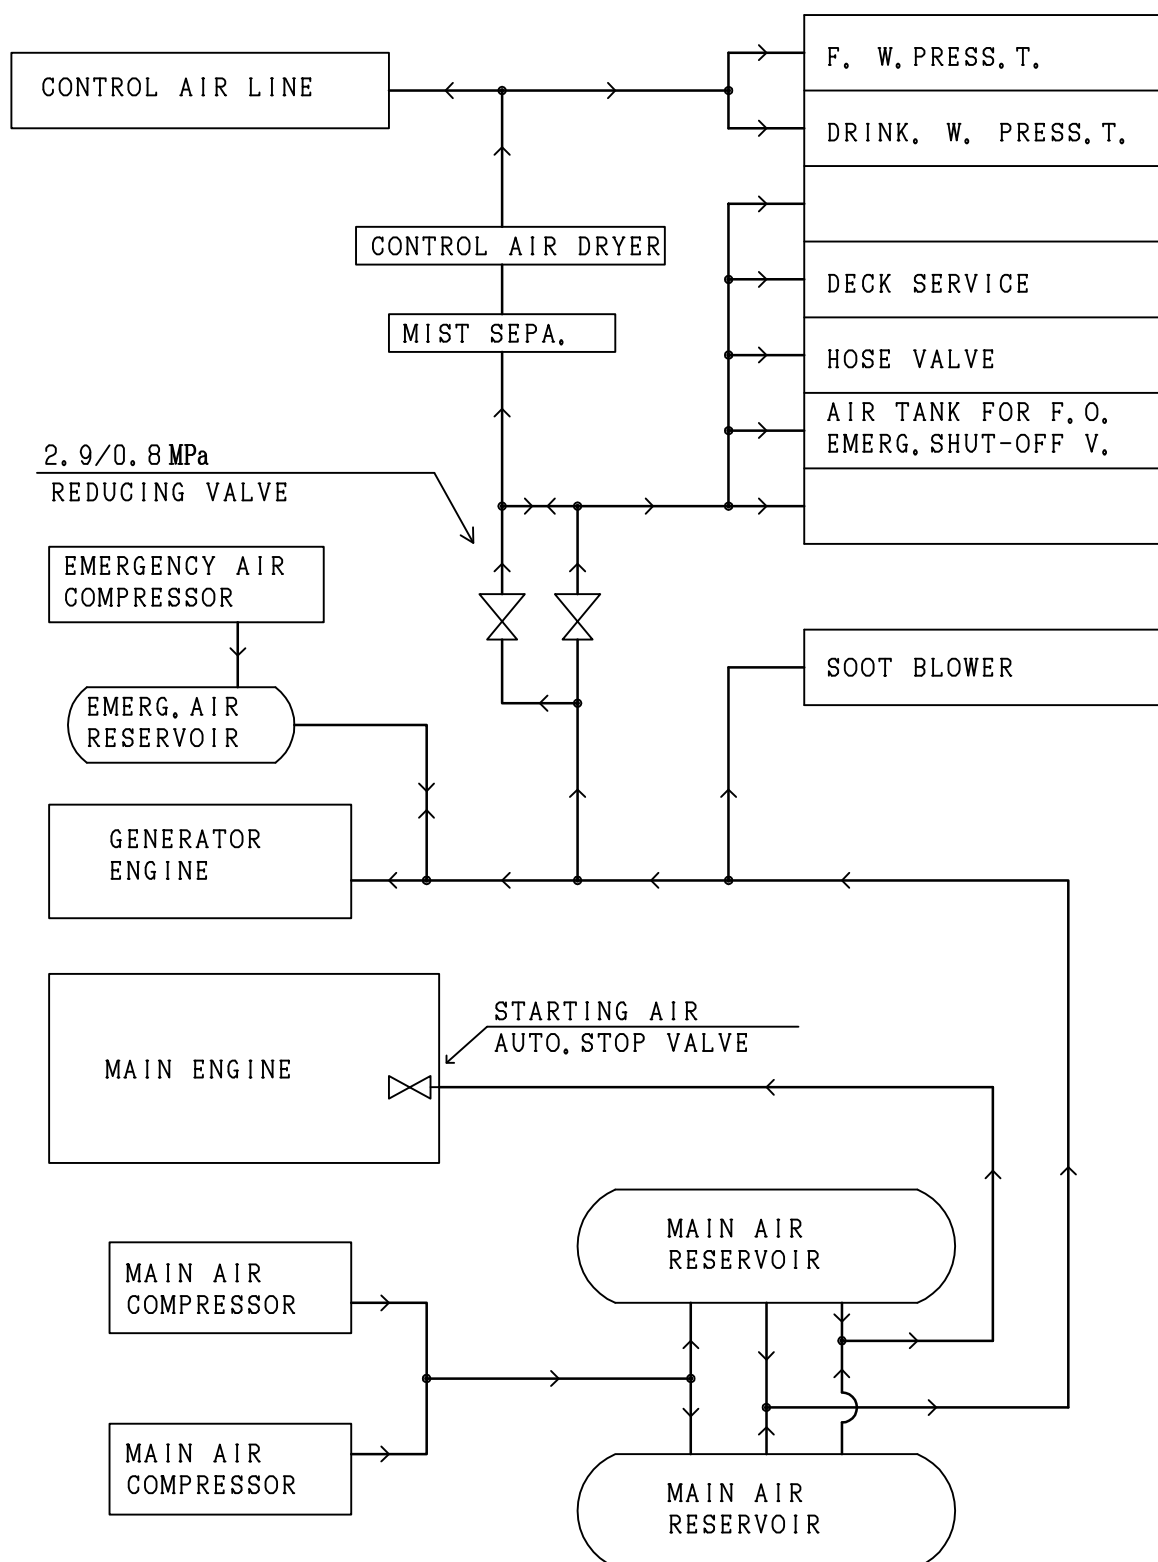 F. W. PRESS. T.
CONTROL AIR LINE
DRINK. W. PRESS. T.
CONTROL AIR DRYER
DECK SERVICE
MIST SEPA.
HOSE VALVE
AIR TANK FOR F. O.
EMERG. SHUT-OFF V.
2. 9/0. 8 MPa
REDUCING VALVE
EMERGENCY AIR
COMPRESSOR
SOOT BLOWER
EMERG. AIR
RESERVOIR
GENERATOR
ENGINE
STARTING AIR
AUTO. STOP VALVE
MAIN ENGINE
MAIN AIR
RESERVOIR
MAIN AIR
COMPRESSOR
MAIN AIR
COMPRESSOR
MAIN AIR
RESERVOIR